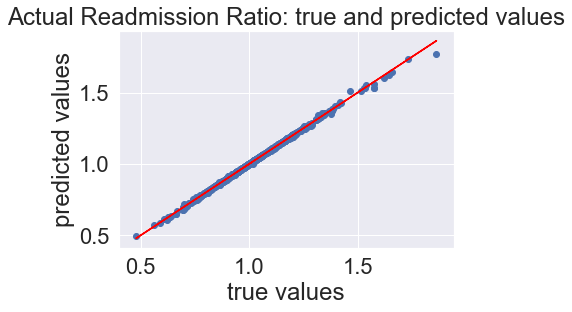 Actual Readmission Ratio: true and predicted values
predicted values
1.5
1.0
0.5
0.5 1.0 1.5
true values